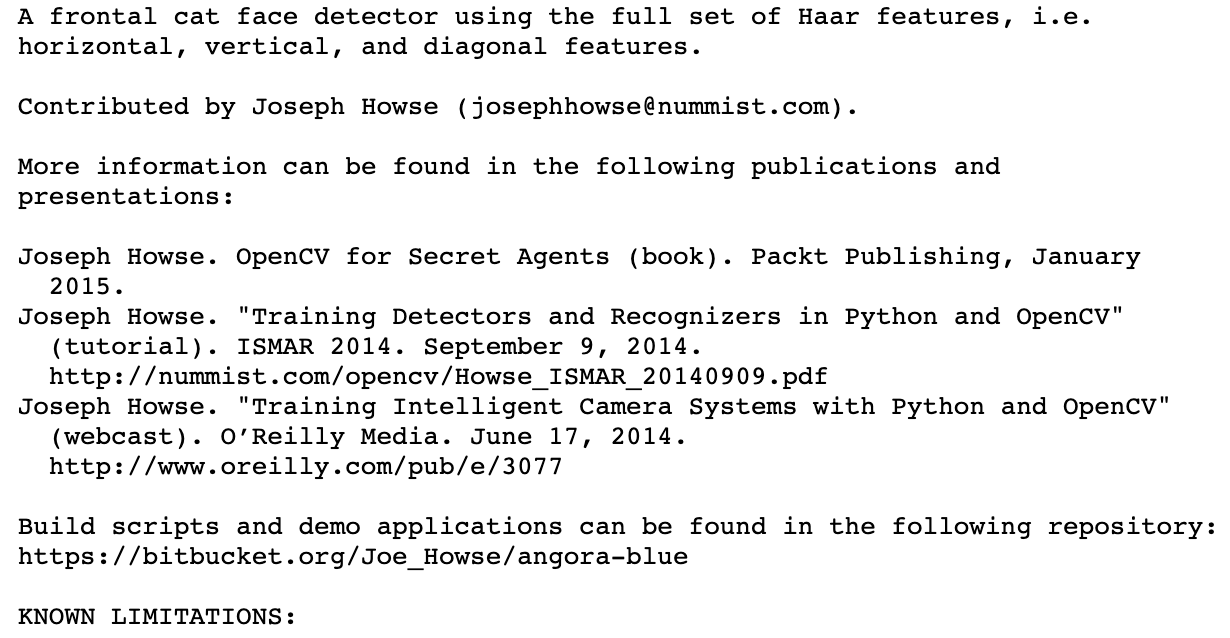 A frontal cat face detector using the full set of Haar features, i.e.
horizontal, vertical, and diagonal features.
Contributed by Joseph Howse (josephhowse@nummist.com).
More information can be found in the following publications and
presentations:
Joseph Howse. OpenCV for Secret Agents (book). Packt Publishing, January
2015.
Joseph Howse. "Training Detectors and Recognizers in Python and OpenCV"
(tutorial). ISMAR 2014. September 9, 2014.
http://nummist.com/opencv/Howse_ISMAR_20140909.pdf
Joseph Howse. "Training Intelligent Camera Systems with Python and OpenCV"
(webcast). O’Reilly Media. June 17, 2014.
http://www.oreilly.com/pub/e/3077
Build scripts and demo applications can be found in the following repository:
https://bitbucket.org/Joe_Howse/angora-blue
KNOWN LIMITATIONS: